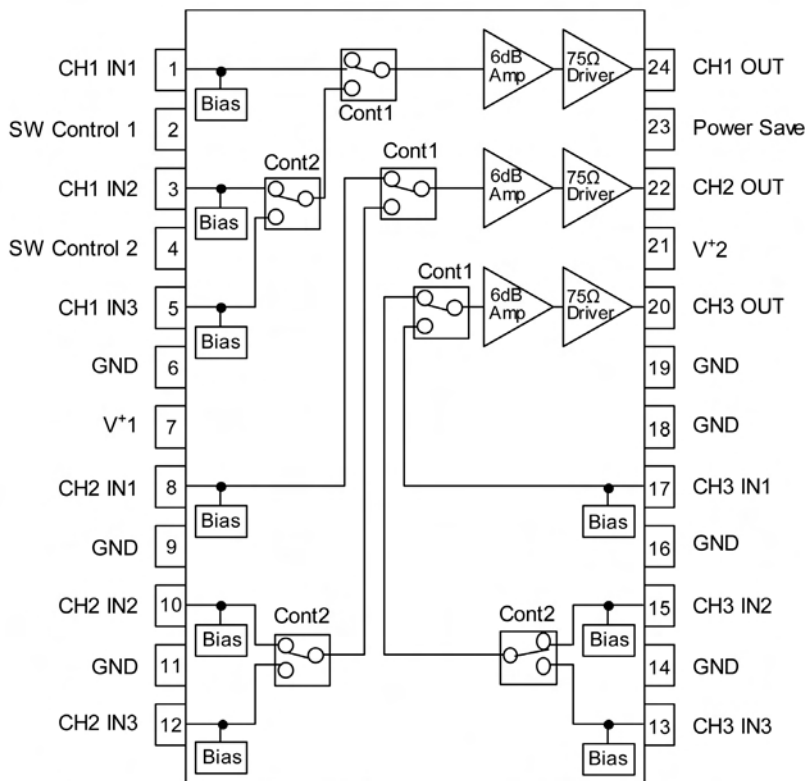 CH1 IN1 1 Bias Cont1 6dB Amp 75Ω Driver 24 CH1 OUT
SW Control 1 2 23 Power Save
CH1 IN2 3 Bias Cont2 Cont1 6dB Amp 75Ω Driver 22 CH2 OUT
SW Control 2 4 21 V+2
CH1 IN3 5 Bias Cont1 6dB Amp 75Ω Driver 20 CH3 OUT
GND 6 19 GND
V+1 7 18 GND
CH2 IN1 8 Bias Bias 17 CH3 IN1
GND 9 16 GND
CH2 IN2 10 Bias Cont2 Cont2 Bias 15 CH3 IN2
GND 11 14 GND
CH2 IN3 12 Bias Bias 13 CH3 IN3